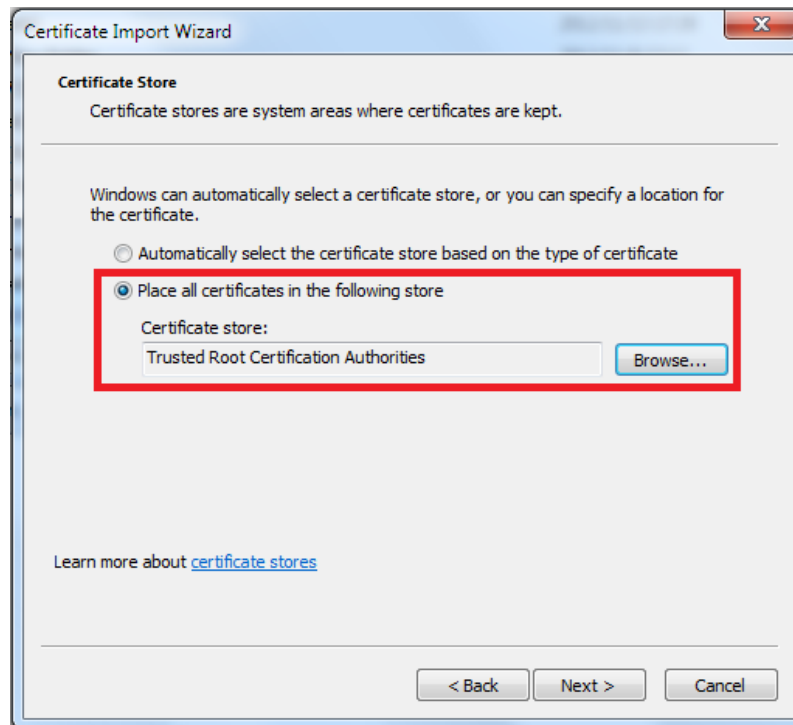 Certificate Import Wizard
Certificate Store
Certificate stores are system areas where certificates are kept.
Windows can automatically select a certificate store, or you can specify a location for
the certificate.
Automatically select the certificate store based on the type of certificate
Place all certificates in the following store
Certificate store:
Trusted Root Certification Authorities
Browse...
Learn more about certificate stores
< Back
Next >
Cancel